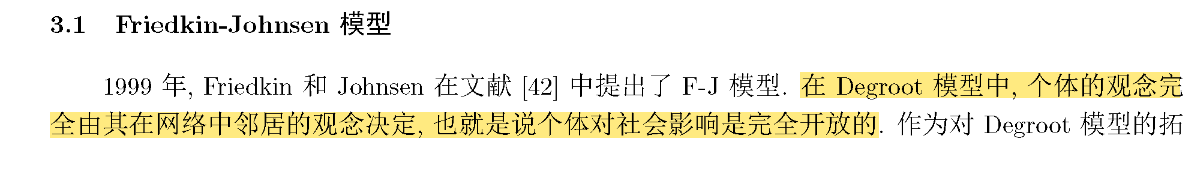 3.1 Friedkin-Johnsen 模型
1999 年, Friedkin 和 Johnsen 在文献 [42] 中提出了 F-J 模型. 在 Degroot 模型中, 个体的观念完
全由其在网络中邻居的观念决定, 也就是说个体对社会影响是完全开放的. 作为对 Degroot 模型的拓